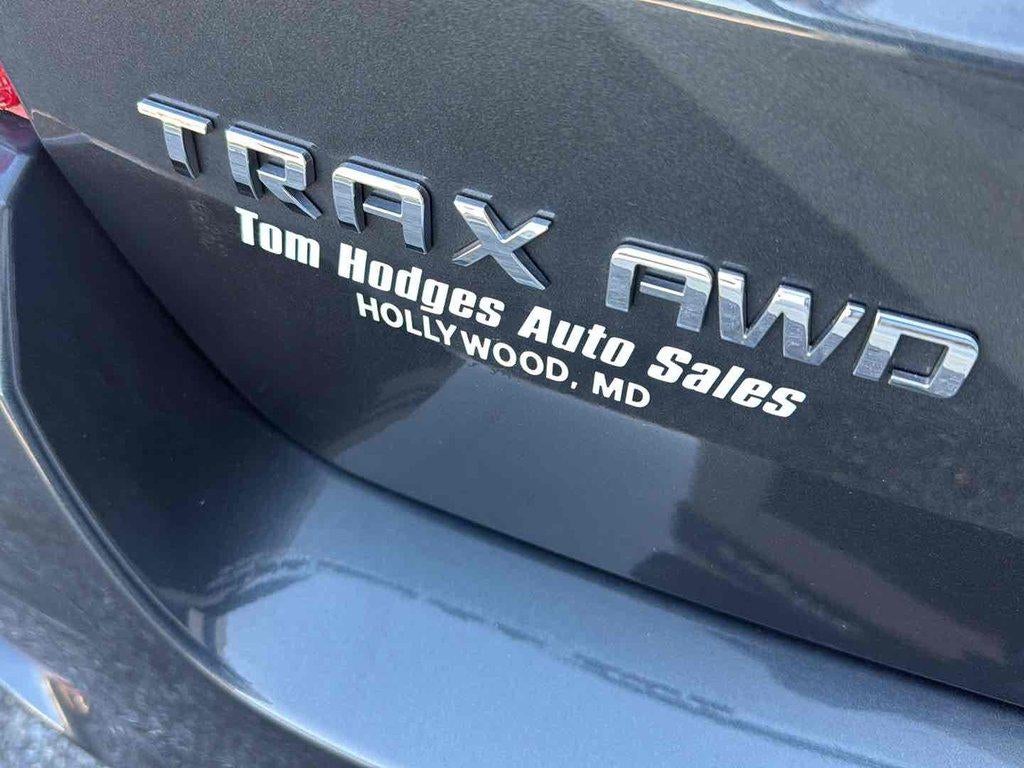 TRAX AWD
Tom Hodges Auto Sales
HOLLYWOOD, MD